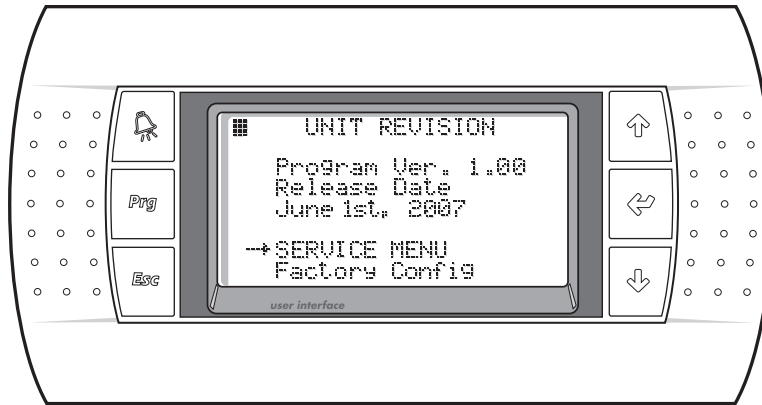 UNIT REVISION
Program Ver. 1.00
Release Date
June 1st, 2007
SERVICE MENU
Factory Config
user interface
Prg
Esc